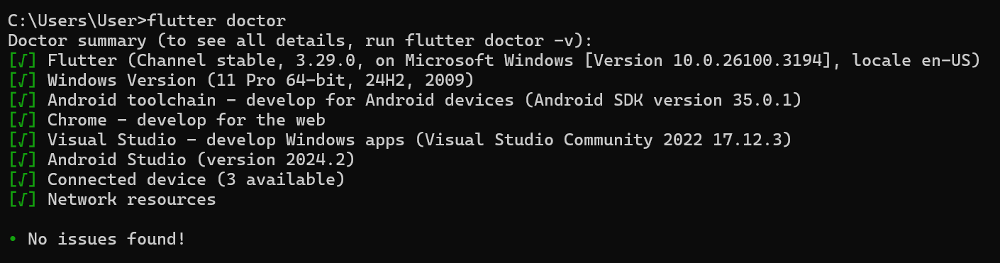 C:\Users\User>flutter doctor
Doctor summary (to see all details, run flutter doctor -v):
[√] Flutter (Channel stable, 3.29.0, on Microsoft Windows [Version 10.0.26100.3194], locale en-US)
[√] Windows Version (11 Pro 64-bit, 24H2, 2009)
[√] Android toolchain - develop for Android devices (Android SDK version 35.0.1)
[√] Chrome - develop for the web
[√] Visual Studio - develop Windows apps (Visual Studio Community 2022 17.12.3)
[√] Android Studio (version 2024.2)
[√] Connected device (3 available)
[√] Network resources
• No issues found!